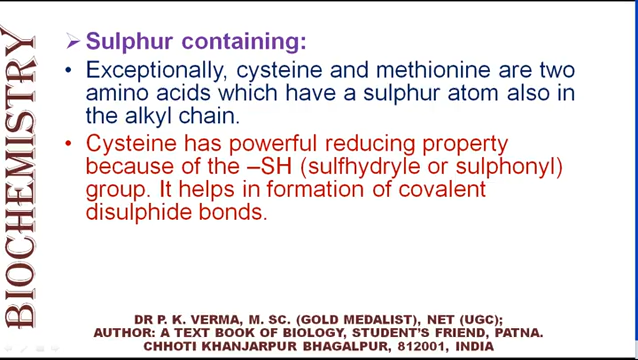 BIOCHEMISTRY
Sulphur containing:
• Exceptionally, cysteine and methionine are two
amino acids which have a sulphur atom also in
the alkyl chain.
• Cysteine has powerful reducing property
because of the –SH (sulfhydryle or sulphonyl)
group. It helps in formation of covalent
disulphide bonds.
DR P. K. VERMA, M. SC. (GOLD MEDALIST), NET (UGC);
AUTHOR: A TEXT BOOK OF BIOLOGY, STUDENT'S FRIEND, PATNA.
CHHOTI KHANJARPUR BHAGALPUR, 812001, INDIA